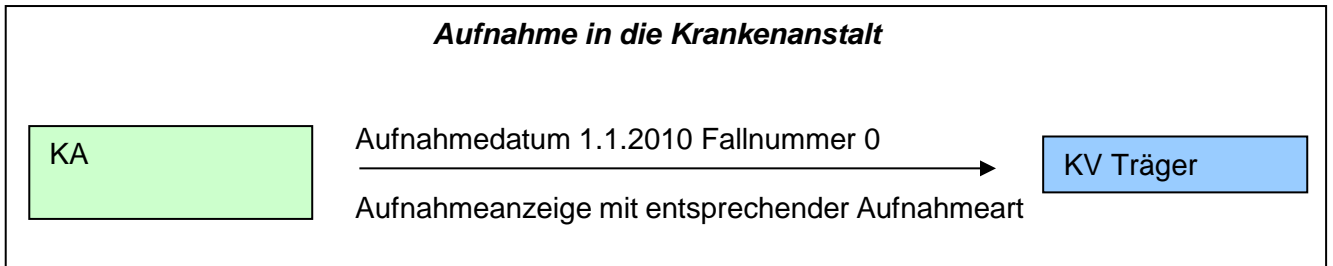 Aufnahme in die Krankenanstalt
KA
Aufnahmedatum 1.1.2010 Fallnummer 0
KV Träger
Aufnahmeanzeige mit entsprechender Aufnahmeart